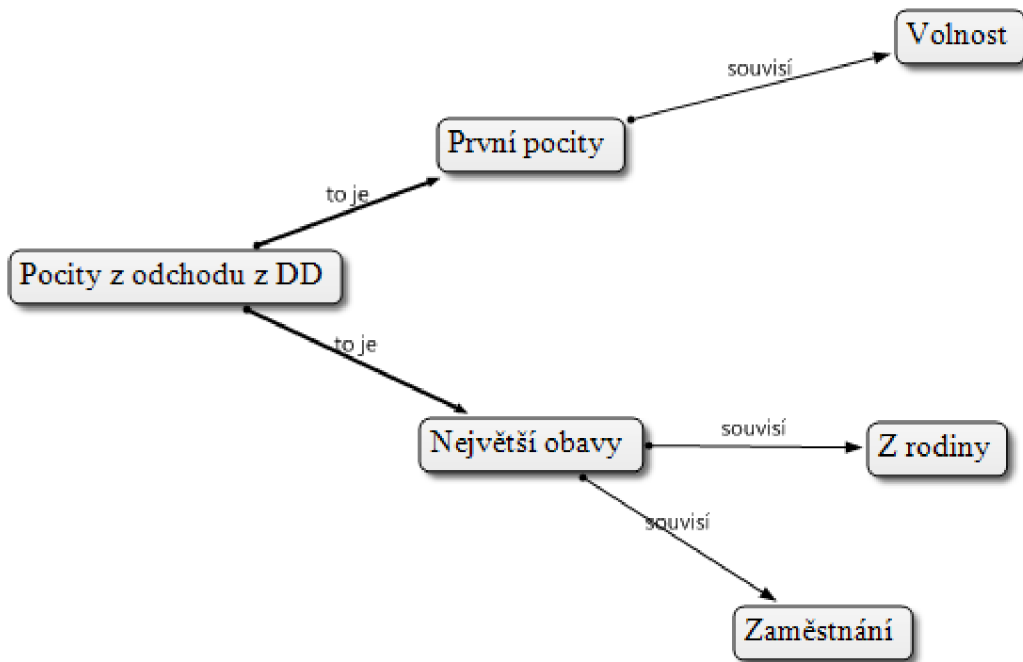 Volnost
souvisí
První pocity
to je
Pocity z odchodu z DD
to je
Největší obavy
souvisí
Z rodiny
souvisí
Zaměstnání